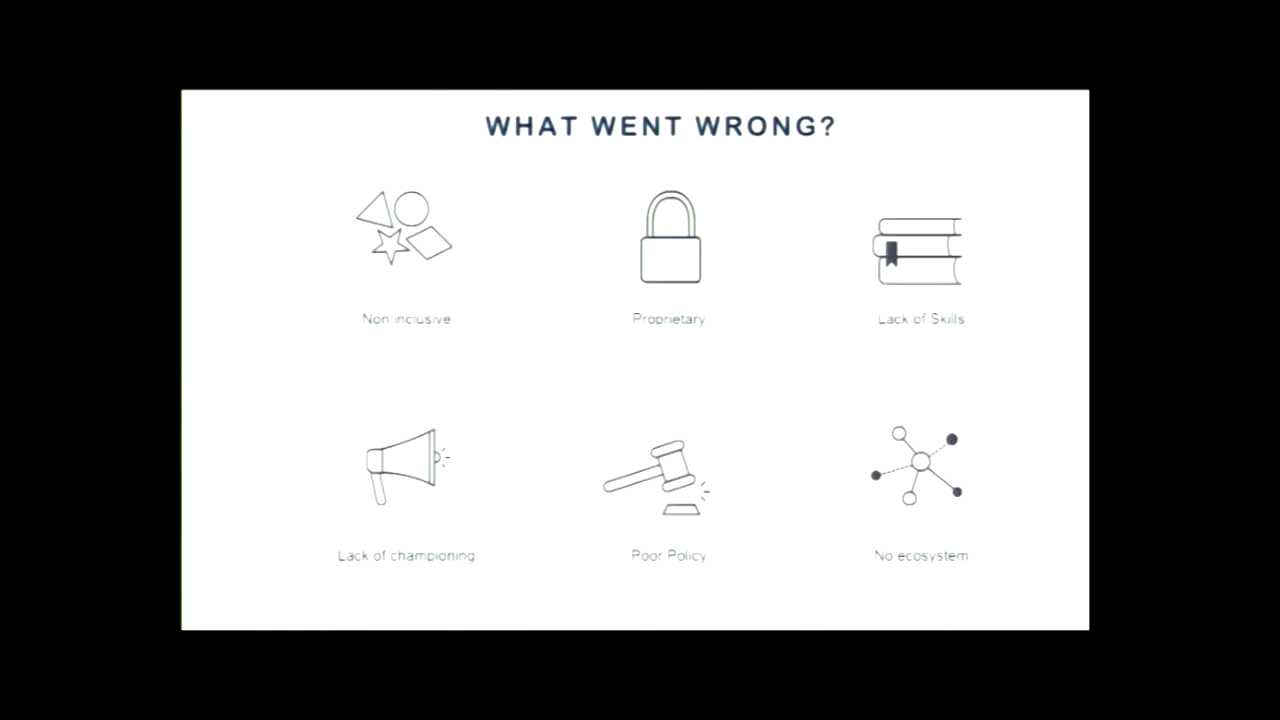 WHAT WENT WRONG?
Non inclusive
Proprietary
Lack of Skills
Lack of championing
Poor Policy
No ecosystem